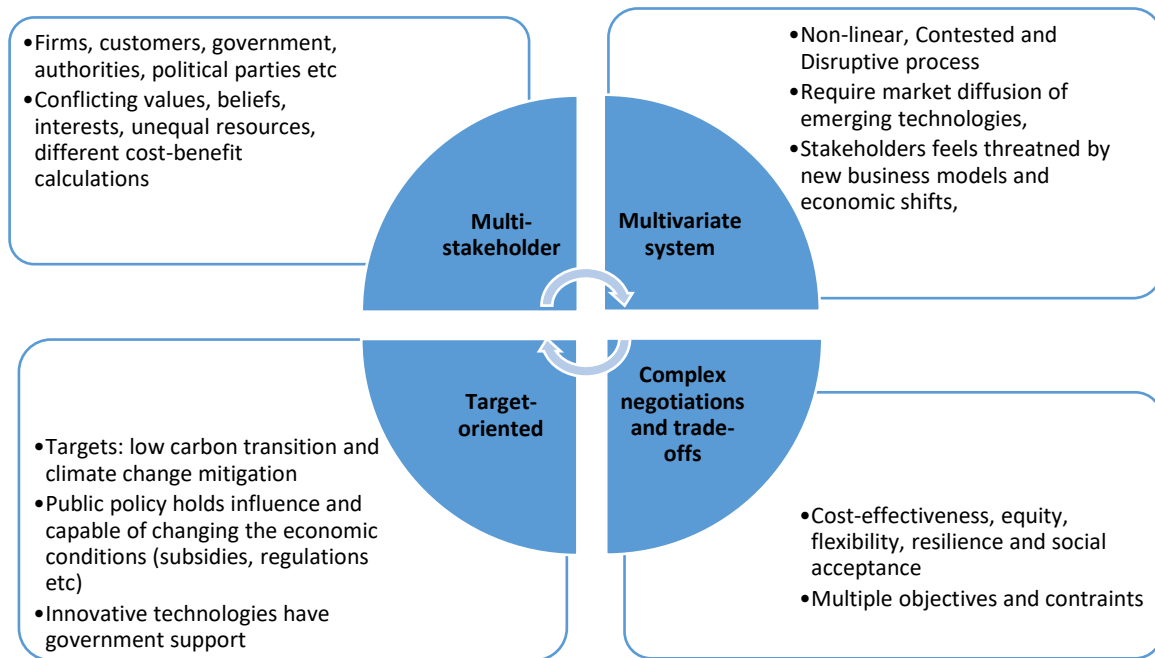 •Firms, customers, government,
authorities, political parties etc
•Conflicting values, beliefs,
interests, unequal resources,
different cost-benefit
calculations
•Non-linear, Contested and
Disruptive process
•Require market diffusion of
emerging technologies,
•Stakeholders feels threatned by
new business models and
economic shifts,
Multi-
stakeholder
Multivariate
system
Target-
oriented
Complex
negotiations
and trade-
offs
•Targets: low carbon transition and
climate change mitigation
•Public policy holds influence and
capable of changing the economic
conditions (subsidies, regulations
etc)
•Innovative technologies have
government support
•Cost-effectiveness, equity,
flexibility, resilience and social
acceptance
•Multiple objectives and contraints